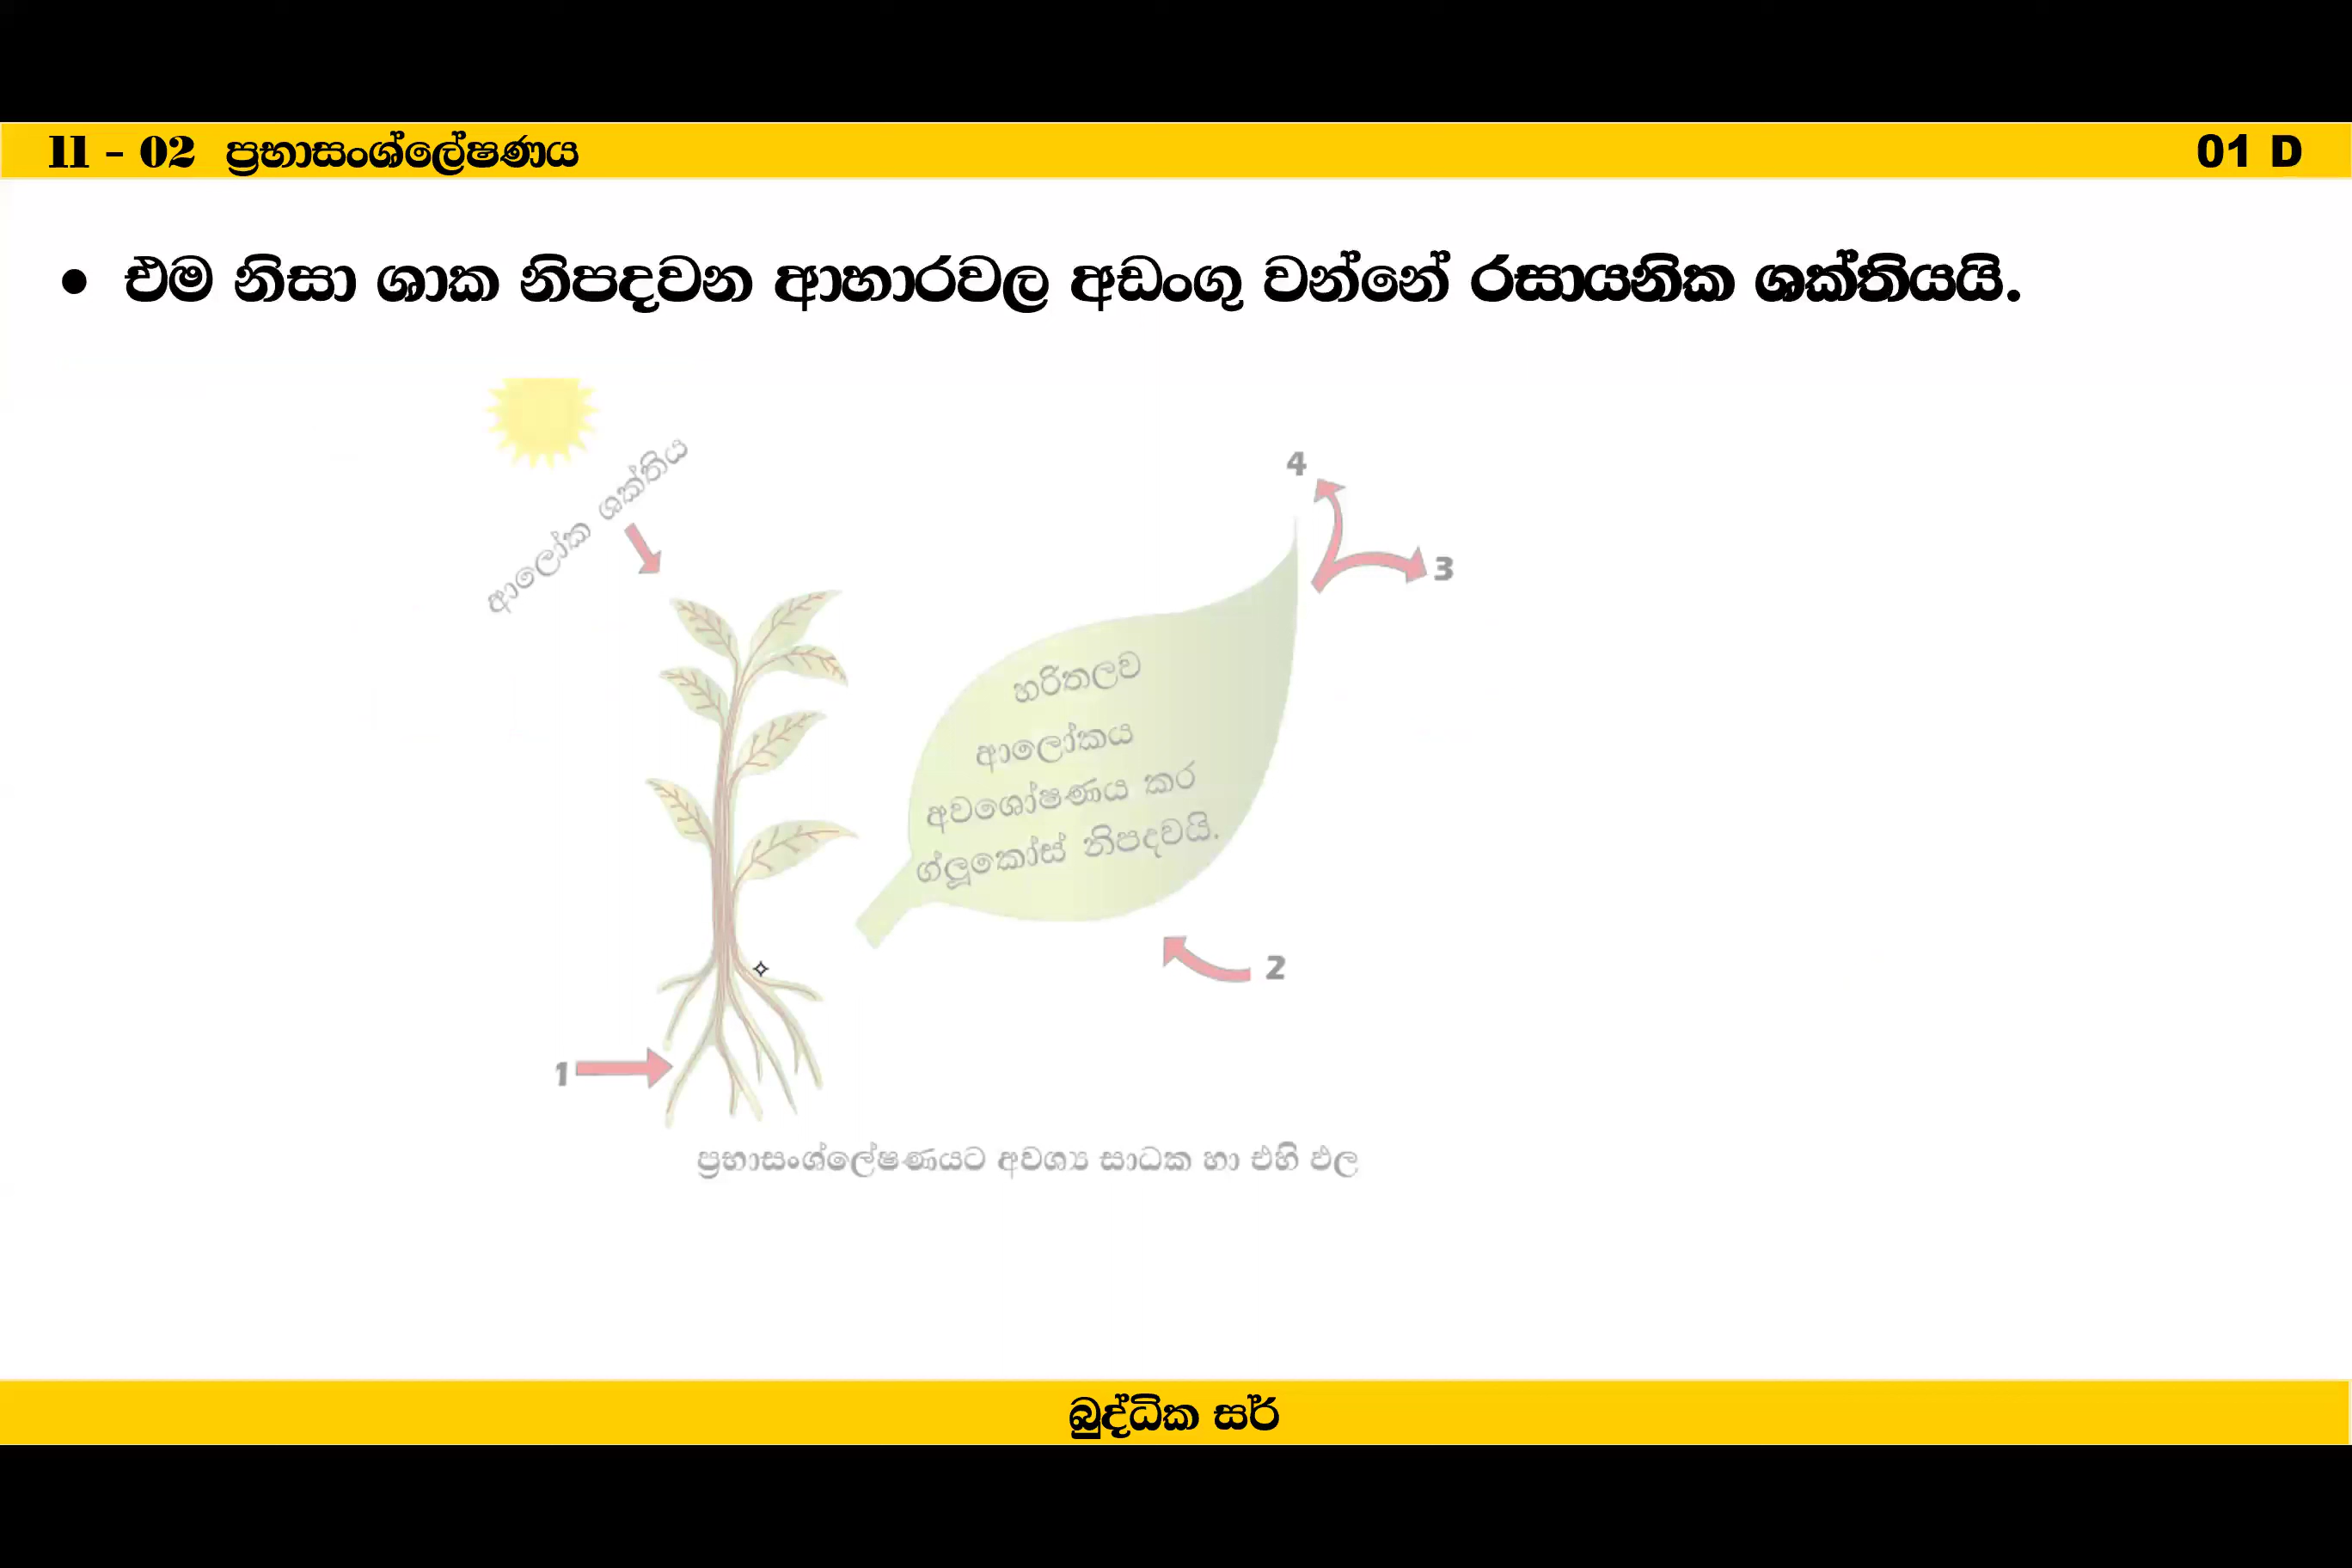 11 - 02 ප්‍රභාසංශ්ලේෂණය
01 D
• එම නිසා ශාක නිපදවන ආහාරවල අඩංගු වන්නේ රසායනික ශක්තියයි.
ආලෝක ශක්තිය
4
3
හරිතලව
ආලෝකය
අවශෝෂණය කර
ග්ලූකෝස් නිපදවයි.
2
1
ප්‍රභාසංශ්ලේෂණයට අවශ්‍ය සාධක හා එහි ඵල
බුද්ධික සර්